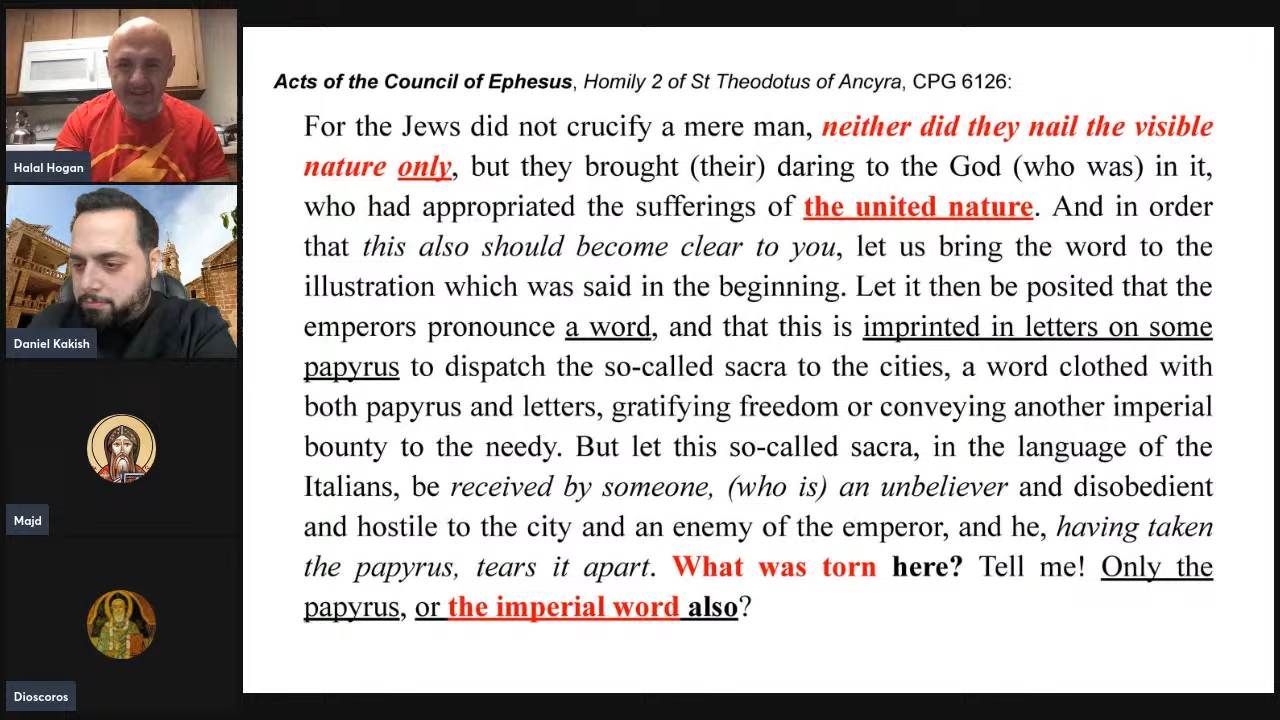 Halal Hogan
Daniel Kakish
Majd
Dioscoros
Acts of the Council of Ephesus, Homily 2 of St Theodotus of Ancyra, CPG 6126:
For the Jews did not crucify a mere man, neither did they nail the visible
nature only, but they brought (their) daring to the God (who was) in it,
who had appropriated the sufferings of the united nature. And in order
that this also should become clear to you, let us bring the word to the
illustration which was said in the beginning. Let it then be posited that the
emperors pronounce a word, and that this is imprinted in letters on some
papyrus to dispatch the so-called sacra to the cities, a word clothed with
both papyrus and letters, gratifying freedom or conveying another imperial
bounty to the needy. But let this so-called sacra, in the language of the
Italians, be received by someone, (who is) an unbeliever and disobedient
and hostile to the city and an enemy of the emperor, and he, having taken
the papyrus, tears it apart. What was torn here? Tell me! Only the
papyrus, or the imperial word also?